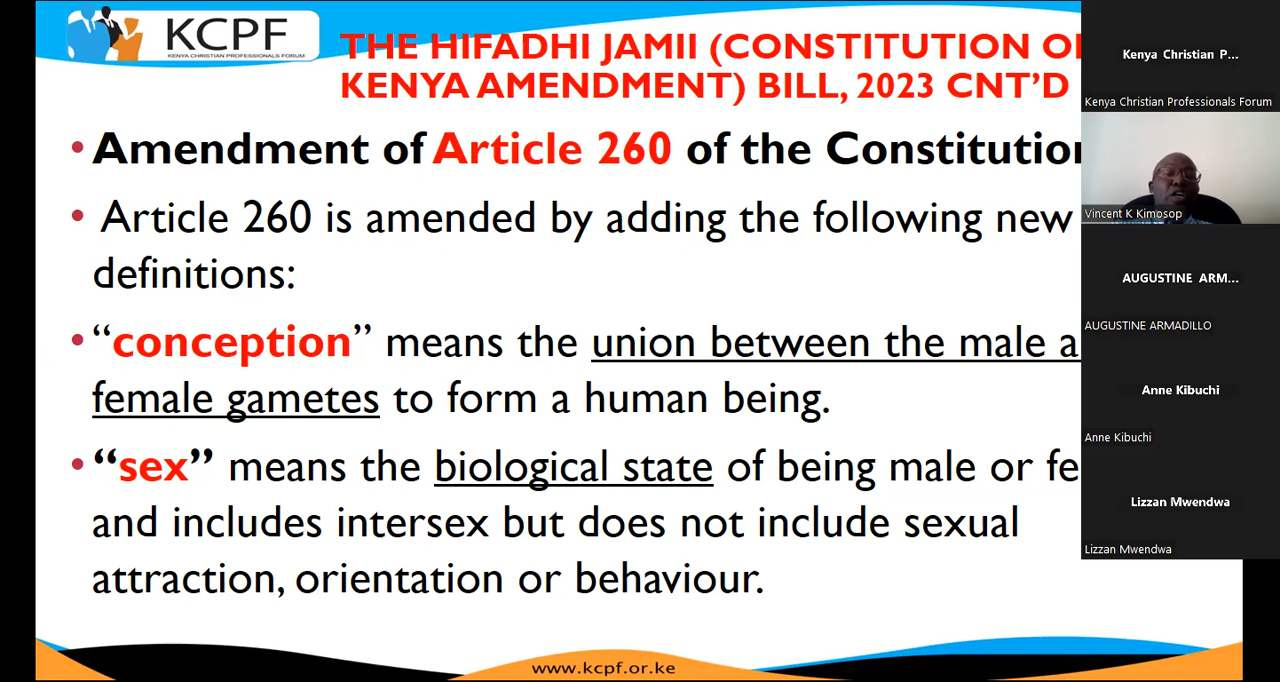 KCPF
KENYA CHRISTIAN PROFESSIONALS FORUM
THE HIFADHI JAMII (CONSTITUTION OF
KENYA AMENDMENT) BILL, 2023 CNT’D
• Amendment of Article 260 of the Constitution
• Article 260 is amended by adding the following new
definitions:
• “conception” means the union between the male a
female gametes to form a human being.
• “sex” means the biological state of being male or fe
and includes intersex but does not include sexual
attraction, orientation or behaviour.
www.kcpf.or.ke
Kenya Christian P...
Kenya Christian Professionals Forum
Vincent K Kimosop
AUGUSTINE ARM...
AUGUSTINE ARMADILLO
Anne Kibuchi
Anne Kibuchi
Lizzan Mwendwa
Lizzan Mwendwa